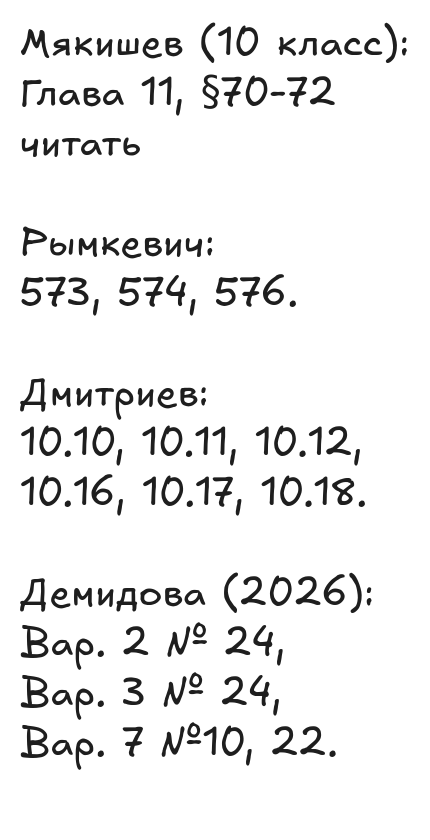 Мякишев (10 класс):
Глава 11, §70-72
читать
Рымкевич:
573, 574, 576.
Дмитриев:
10.10, 10.11, 10.12,
10.16, 10.17, 10.18.
Демидова (2026):
Вар. 2 № 24,
Вар. 3 № 24,
Вар. 7 №10, 22.